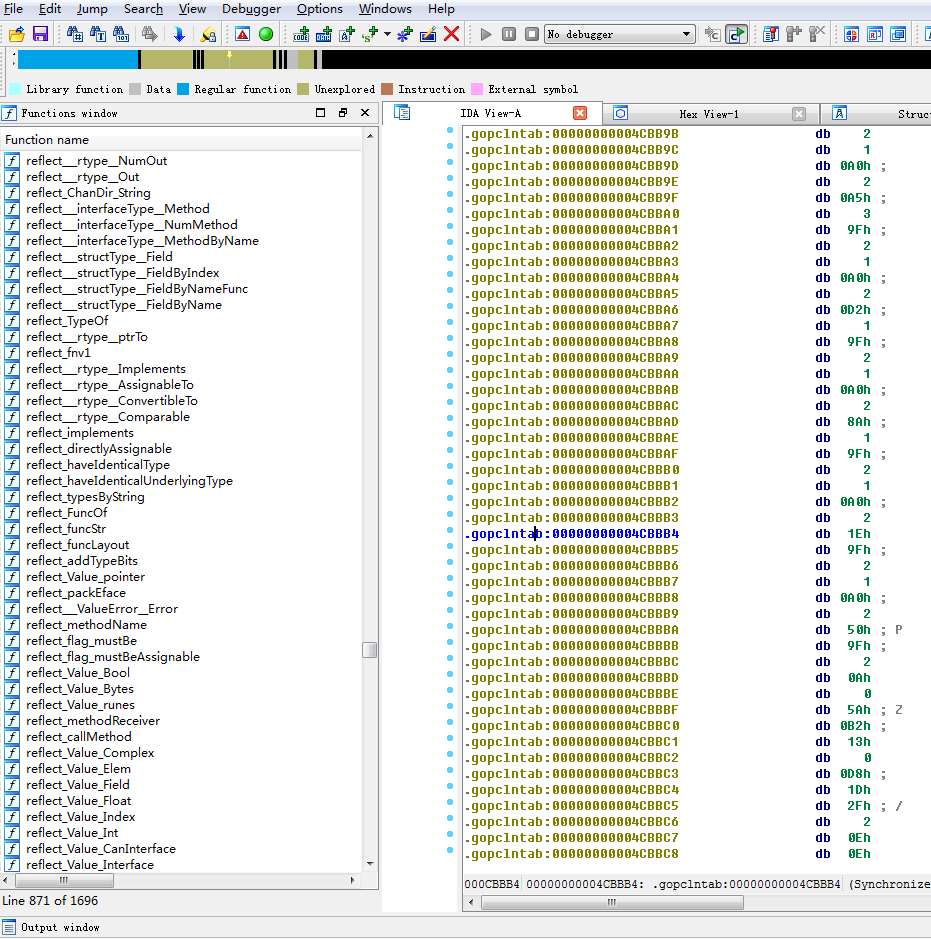 File Edit Jump Search View Debugger Options Windows Help
No debugger
Library function Data Regular function Unexplored Instruction External symbol
Functions window
Function name
reflect__rtype__NumOut
reflect__rtype__Out
reflect_ChanDir_String
reflect__interfaceType__Method
reflect__interfaceType__NumMethod
reflect__interfaceType__MethodByName
reflect__structType__Field
reflect__structType__FieldByIndex
reflect__structType__FieldByNameFunc
reflect__structType__FieldByName
reflect_TypeOf
reflect__rtype__ptrTo
reflect_fnv1
reflect__rtype__Implements
reflect__rtype__AssignableTo
reflect__rtype__ConvertibleTo
reflect__rtype__Comparable
reflect_implements
reflect_directlyAssignable
reflect_haveIdenticalType
reflect_haveIdenticalUnderlyingType
reflect_typesByString
reflect_FuncOf
reflect_funcStr
reflect_funcLayout
reflect_addTypeBits
reflect_Value_pointer
reflect_packEface
reflect__ValueError__Error
reflect_methodName
reflect_flag_mustBe
reflect_flag_mustBeAssignable
reflect_Value_Bool
reflect_Value_Bytes
reflect_Value_runes
reflect_methodReceiver
reflect_callMethod
reflect_Value_Complex
reflect_Value_Elem
reflect_Value_Field
reflect_Value_Float
reflect_Value_Index
reflect_Value_Int
reflect_Value_CanInterface
reflect_Value_Interface
Line 871 of 1696
IDA View-A Hex View-1 Struc
.gopclntab:00000000004CBB9B db 2
.gopclntab:00000000004CBB9C db 1
.gopclntab:00000000004CBB9D db 0A0h ;
.gopclntab:00000000004CBB9E db 2
.gopclntab:00000000004CBB9F db 0A5h ;
.gopclntab:00000000004CBBA0 db 3
.gopclntab:00000000004CBBA1 db 9Fh ;
.gopclntab:00000000004CBBA2 db 2
.gopclntab:00000000004CBBA3 db 1
.gopclntab:00000000004CBBA4 db 0A0h ;
.gopclntab:00000000004CBBA5 db 2
.gopclntab:00000000004CBBA6 db 0D2h ;
.gopclntab:00000000004CBBA7 db 1
.gopclntab:00000000004CBBA8 db 9Fh ;
.gopclntab:00000000004CBBA9 db 2
.gopclntab:00000000004CBBAA db 1
.gopclntab:00000000004CBBAB db 0A0h ;
.gopclntab:00000000004CBBAC db 2
.gopclntab:00000000004CBBAD db 8Ah ;
.gopclntab:00000000004CBBAE db 1
.gopclntab:00000000004CBBAF db 9Fh ;
.gopclntab:00000000004CBBB0 db 2
.gopclntab:00000000004CBBB1 db 1
.gopclntab:00000000004CBBB2 db 0A0h ;
.gopclntab:00000000004CBBB3 db 2
.gopclntab:00000000004CBBB4 db 1Eh
.gopclntab:00000000004CBBB5 db 9Fh ;
.gopclntab:00000000004CBBB6 db 2
.gopclntab:00000000004CBBB7 db 1
.gopclntab:00000000004CBBB8 db 0A0h ;
.gopclntab:00000000004CBBB9 db 2
.gopclntab:00000000004CBBBA db 50h ; P
.gopclntab:00000000004CBBBB db 9Fh ;
.gopclntab:00000000004CBBBC db 2
.gopclntab:00000000004CBBBD db 0Ah
.gopclntab:00000000004CBBBE db 0
.gopclntab:00000000004CBBBF db 5Ah ; Z
.gopclntab:00000000004CBBC0 db 0B2h ;
.gopclntab:00000000004CBBC1 db 13h
.gopclntab:00000000004CBBC2 db 0
.gopclntab:00000000004CBBC3 db 0D8h ;
.gopclntab:00000000004CBBC4 db 1Dh
.gopclntab:00000000004CBBC5 db 2Fh ; /
.gopclntab:00000000004CBBC6 db 2
.gopclntab:00000000004CBBC7 db 0Eh
.gopclntab:00000000004CBBC8 db 0Eh
000CBBB4 00000000004CBBB4: .gopclntab:00000000004CBBB4 (Synchronize
Output window